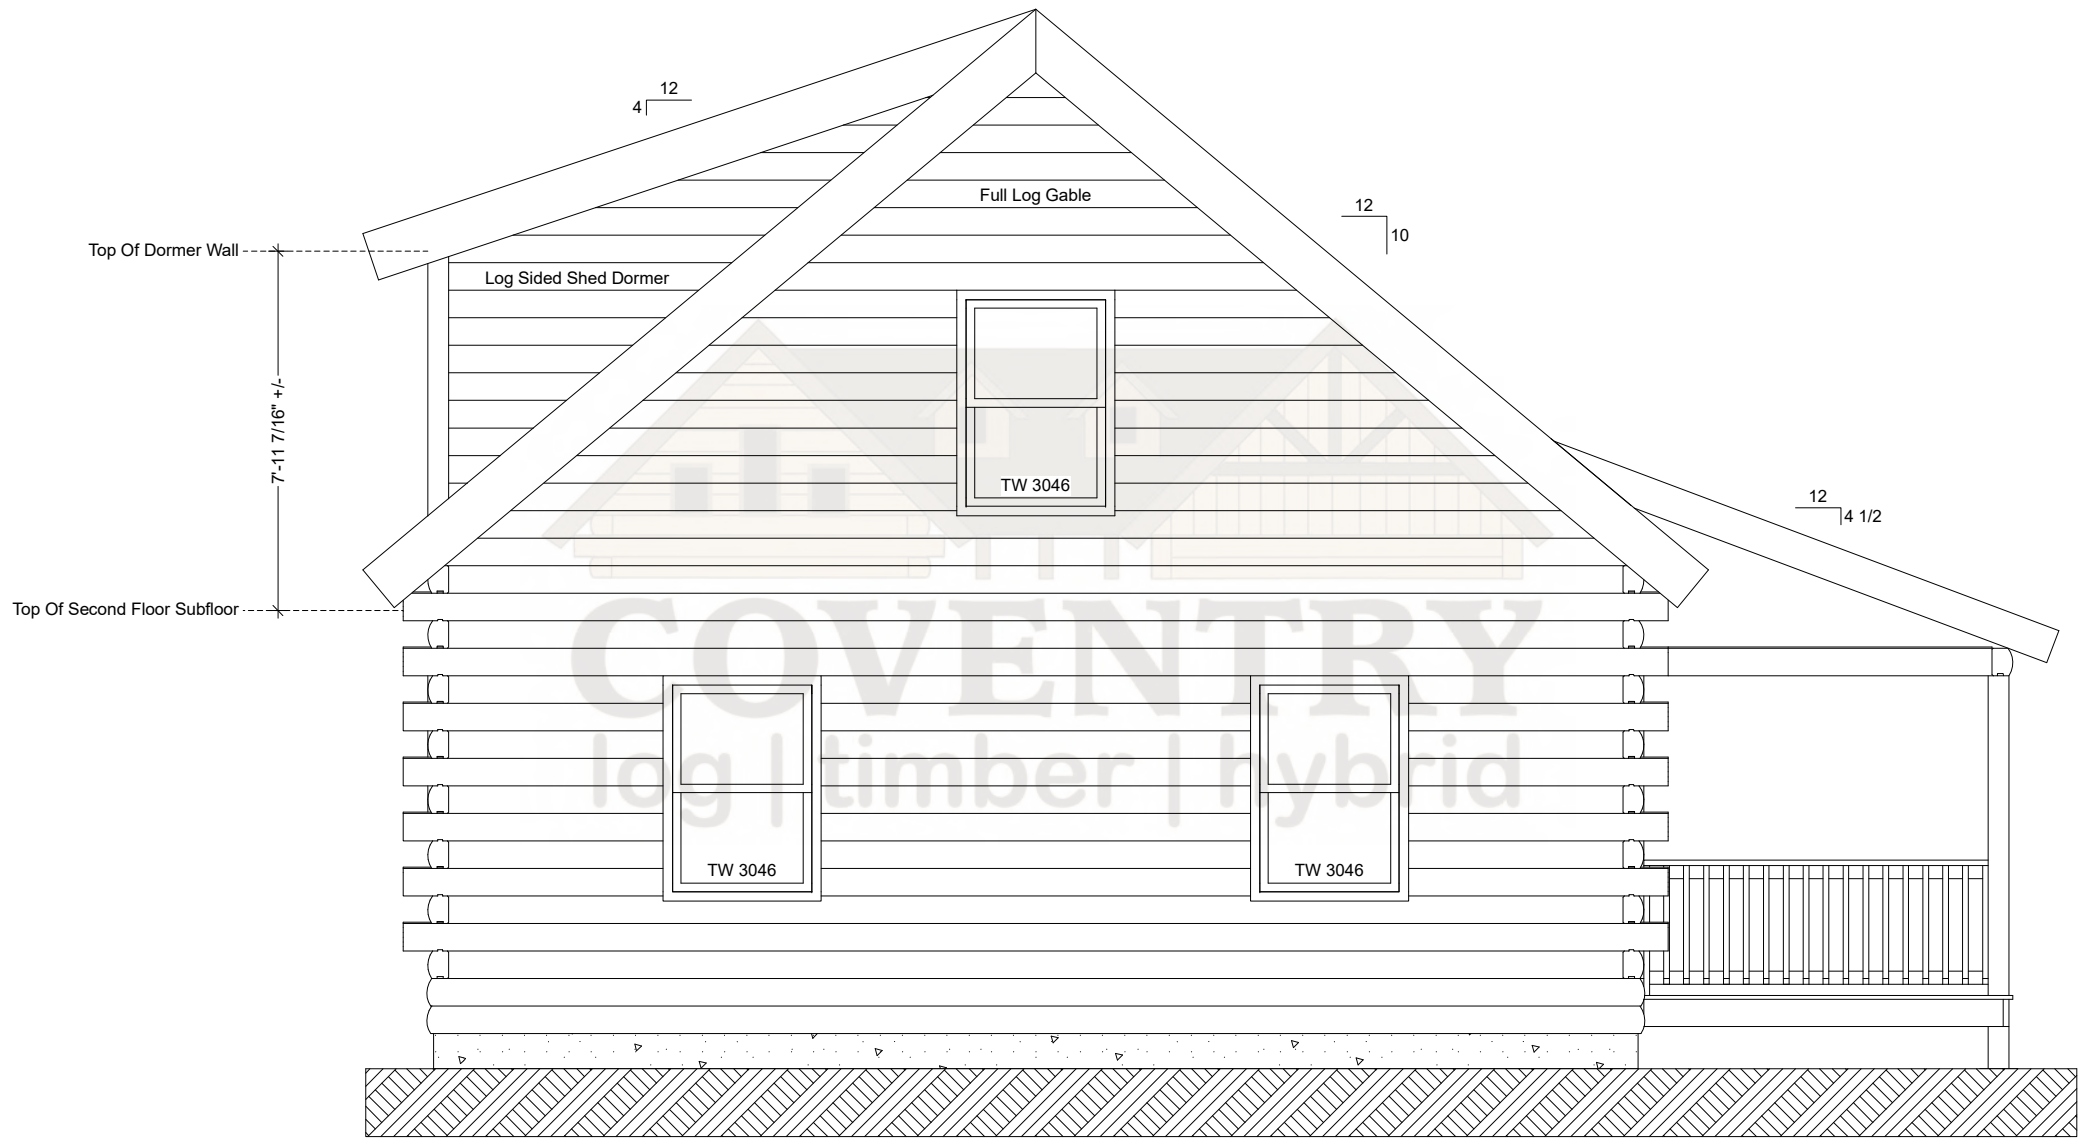 12
4
Full Log Gable
12
10
Top Of Dormer Wall
Log Sided Shed Dormer
7'-11 7/16" +/-
TW 3046
12
4 1/2
Top Of Second Floor Subfloor
COVENTRY
log | timber | hybrid
TW 3046
TW 3046